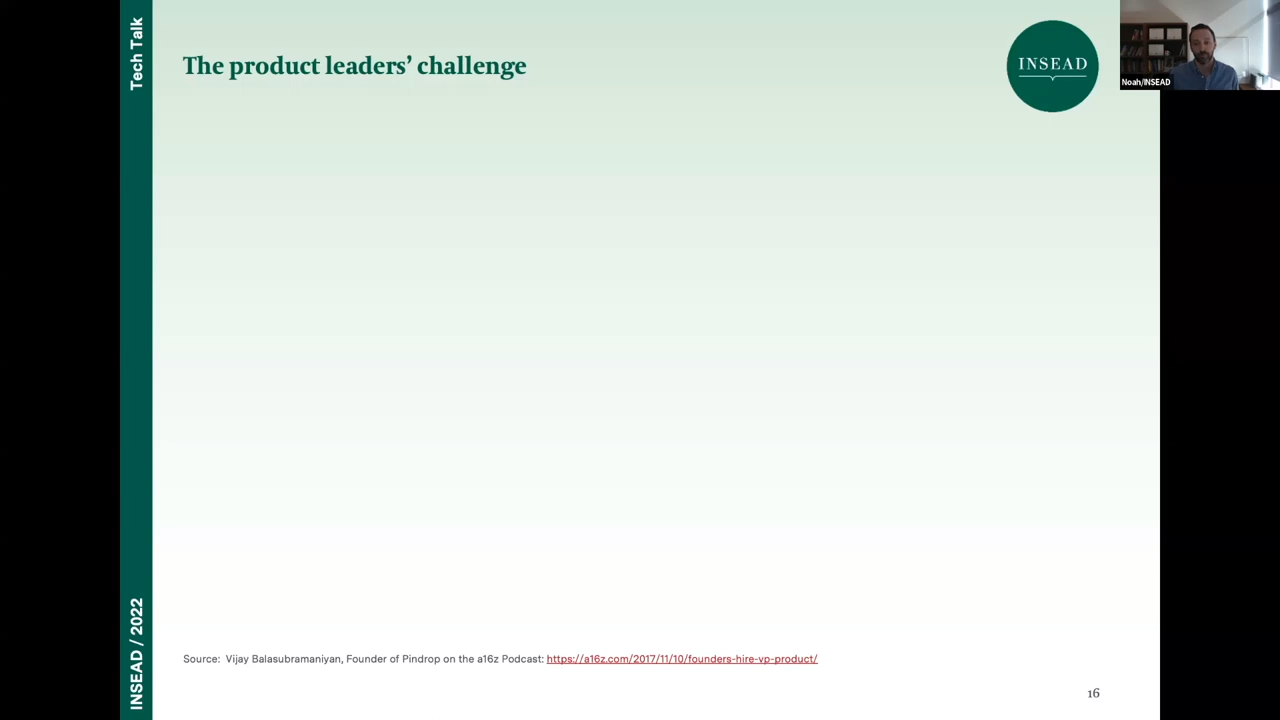 Tech Talk
The product leaders’ challenge
INSEAD
Noah/INSEAD
INSEAD / 2022
Source: Vijay Balasubramaniyan, Founder of Pindrop on the a16z Podcast: https://a16z.com/2017/11/10/founders-hire-vp-product/
16